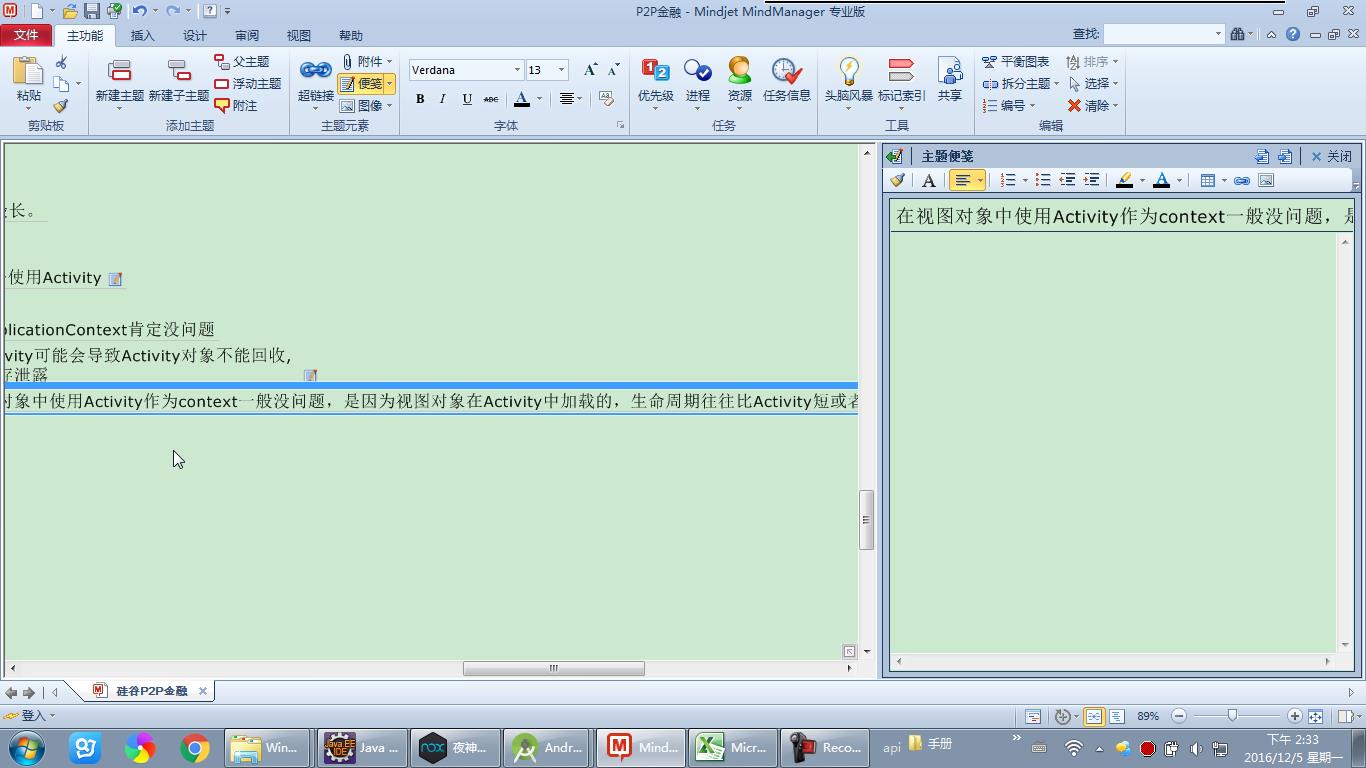 P2P金融 - Mindjet MindManager 专业版
文件 主功能 插入 设计 审阅 视图 帮助 查找:
粘贴 新建主题 新建子主题 父主题 浮动主题 附注 超链接 附件 便笺 图像
Verdana 13
B I U ABC A
优先级 进程 资源 任务信息 头脑风暴 标记索引 共享 平衡图表 拆分主题 编号 排序 选择 清除
剪贴板 添加主题 主题元素 字体 任务 工具 编辑
主题便笺 关闭
长。
在视图对象中使用Activity作为context一般没问题，是
使用Activity
plicationContext肯定没问题
vity可能会导致Activity对象不能回收,
存泄露
对象中使用Activity作为context一般没问题，是因为视图对象在Activity中加载的，生命周期往往比Activity短或者
硅谷P2P金融
登入 89%
Win... Java ... 夜神... Andr... Mind... Micr... Reco... api 手册
下午 2:33
2016/12/5 星期一